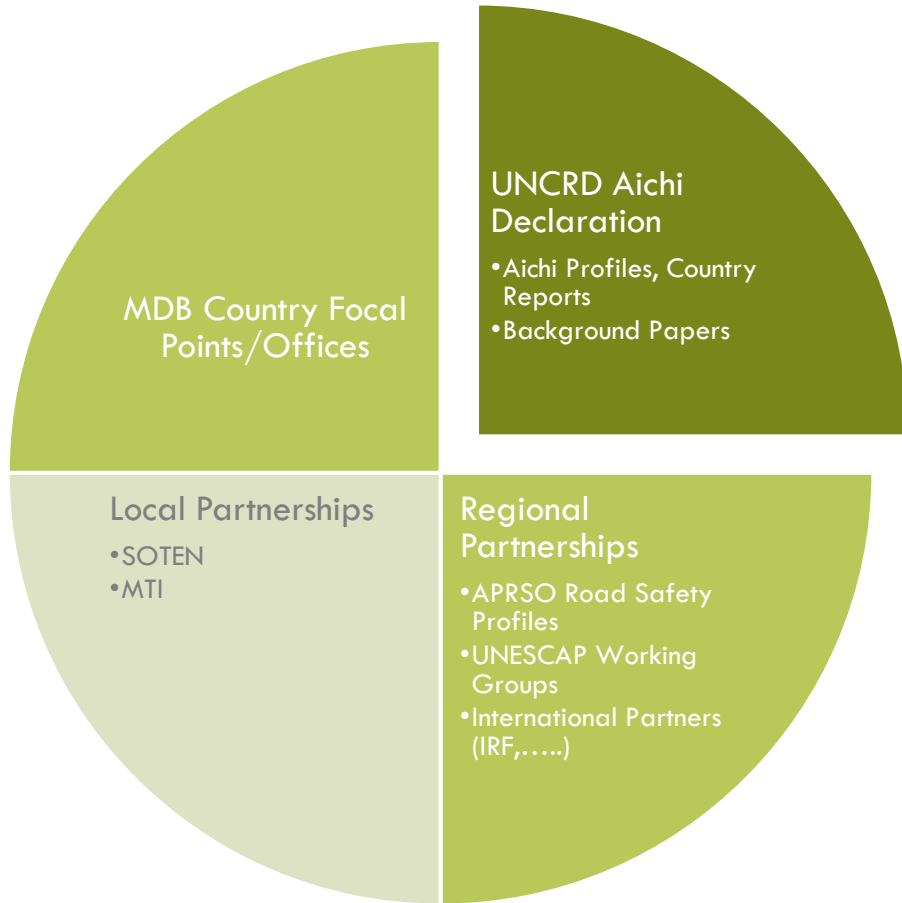 MDB Country Focal
Points/Offices
UNCRD Aichi
Declaration
•Aichi Profiles, Country
Reports
•Background Papers
Local Partnerships
•SOTEN
•MTI
Regional
Partnerships
•APRSO Road Safety
Profiles
•UNESCAP Working
Groups
•International Partners
(IRF,.....)